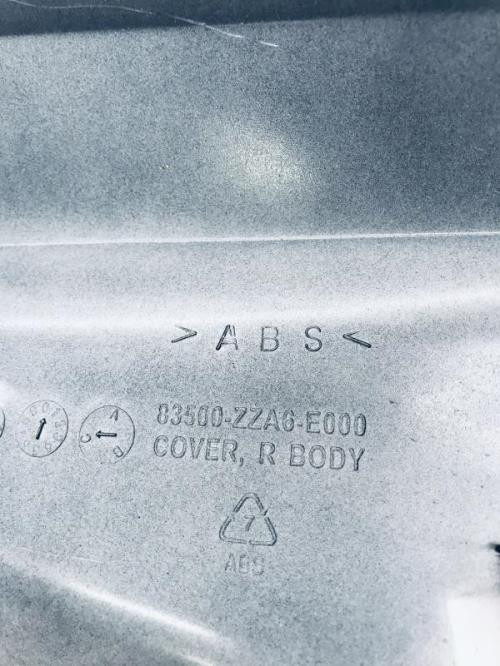 >ABS<
83500-ZZA6-E000
COVER, R BODY
7
ABS